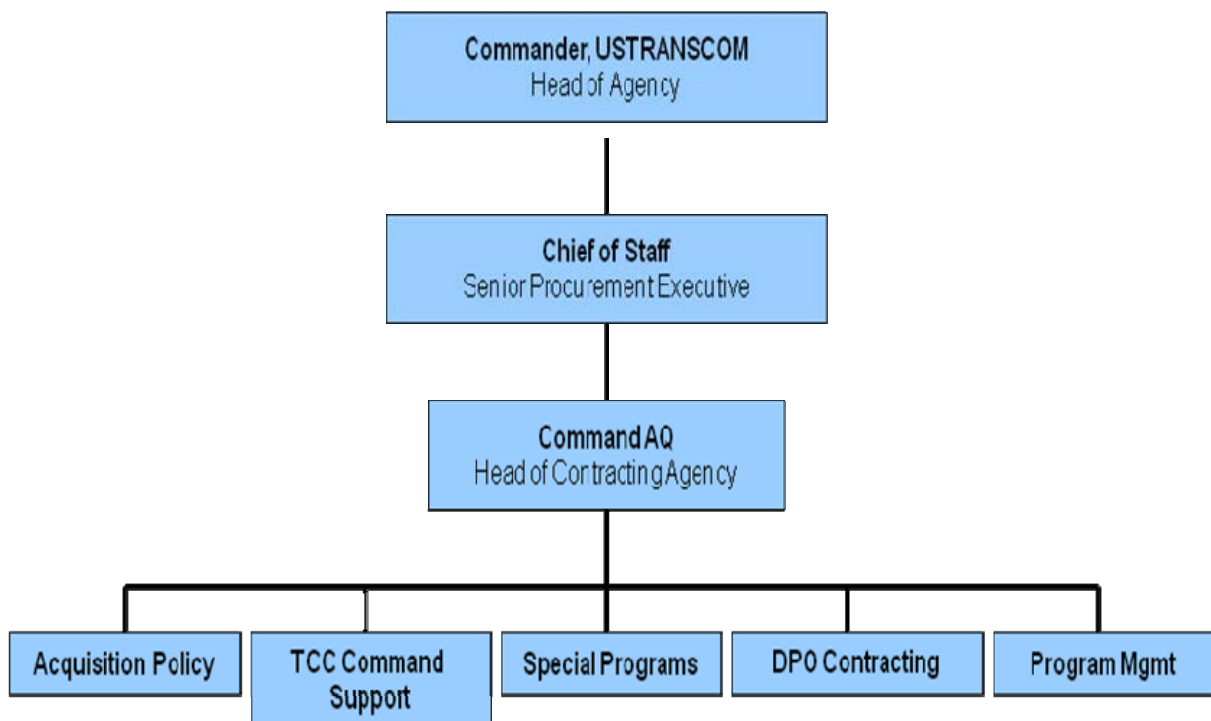 Commander, USTRANSCOM
Head of Agency
Chief of Staff
Senior Procurement Executive
Command AQ
Head of Contracting Agency
Acquisition Policy
TCC Command
Support
Special Programs
DPO Contracting
Program Mgmt